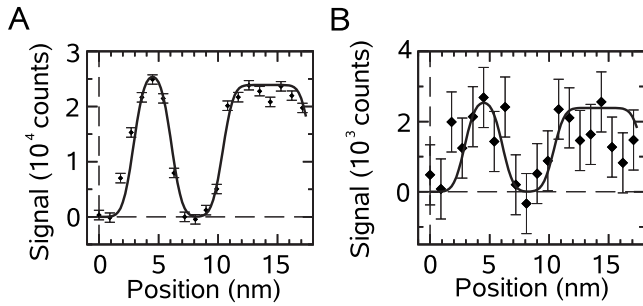 A
B
Signal (10⁴ counts)
3
2
1
0
0 5 10 15
Position (nm)
Signal (10³ counts)
4
2
0
0 5 10 15
Position (nm)